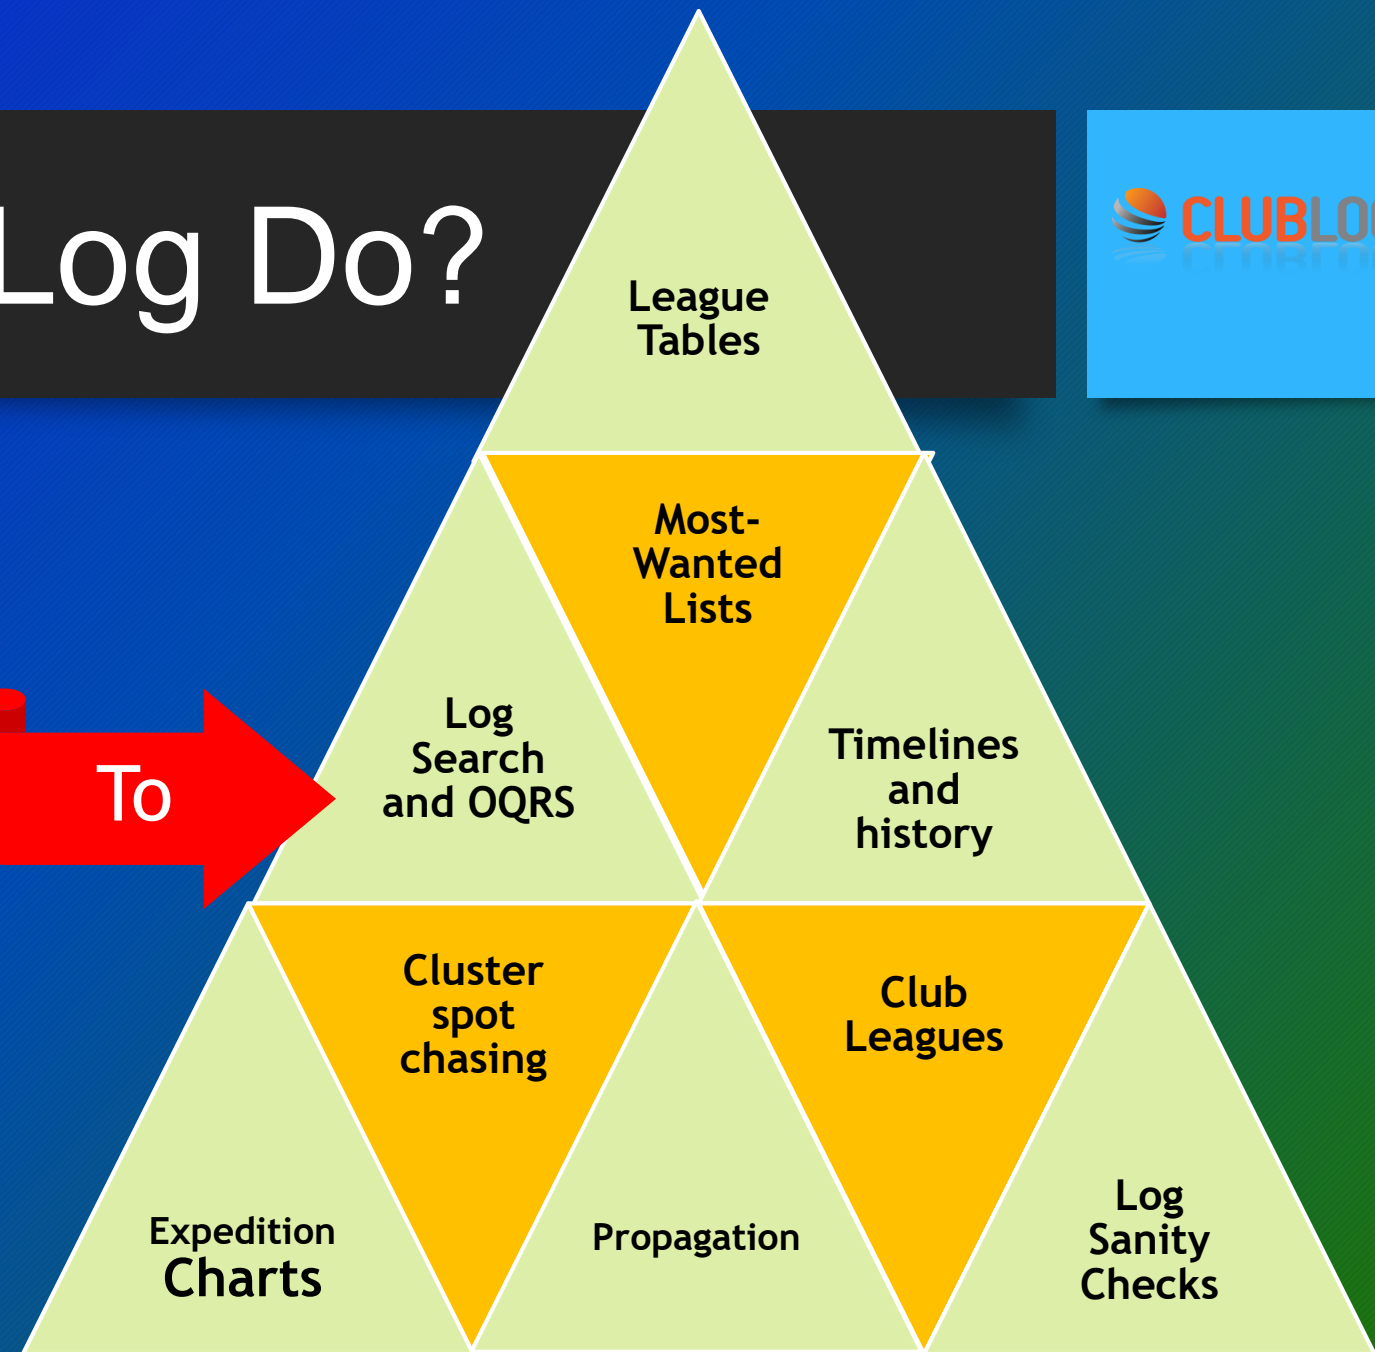 Log Do?
CLUBLOG
League
Tables
Most-
Wanted
Lists
Log
Search
and OQRS
Timelines
and
history
To
Cluster
spot
chasing
Club
Leagues
Expedition
Charts
Propagation
Log
Sanity
Checks